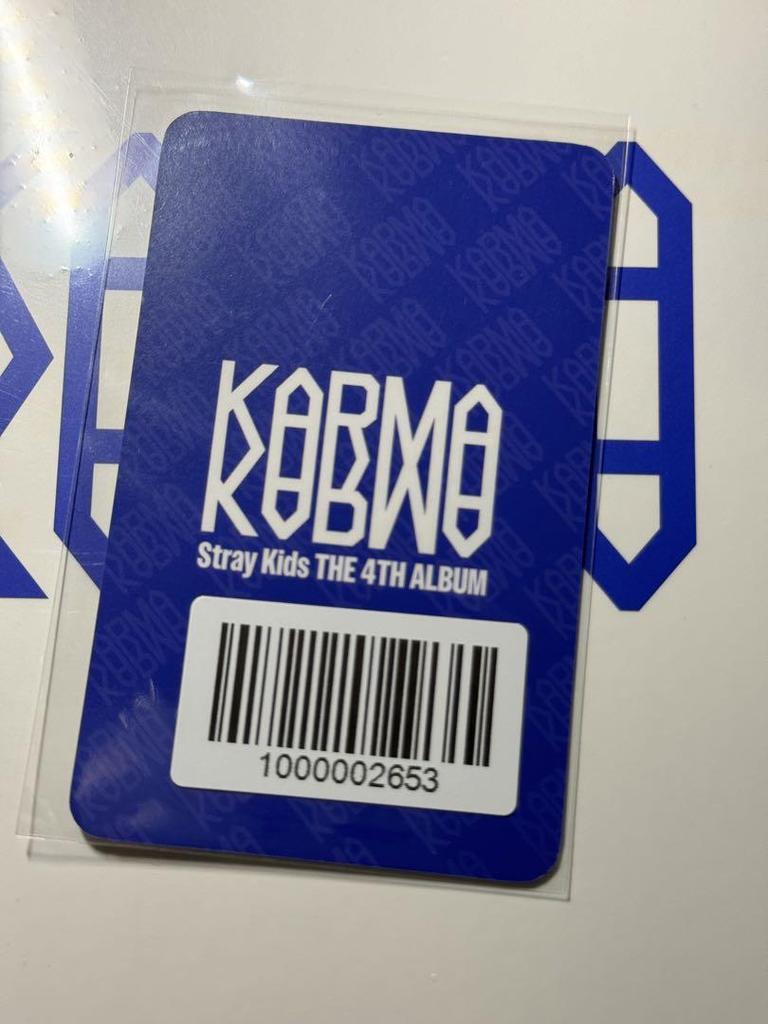 KARMA
Stray Kids THE 4TH ALBUM
1000002653